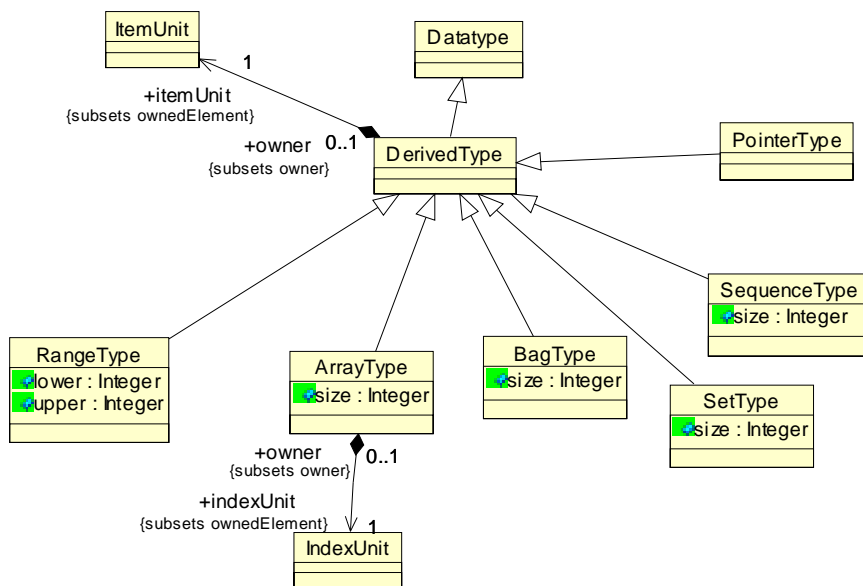 ItemUnit
Datatype
1
+itemUnit
{subsets ownedElement}
+owner
0..1
{subsets owner}
DerivedType
PointerType
SequenceType
size : Integer
RangeType
lower : Integer
upper : Integer
ArrayType
size : Integer
BagType
size : Integer
SetType
size : Integer
+owner
0..1
{subsets owner}
+indexUnit
{subsets ownedElement}
1
IndexUnit